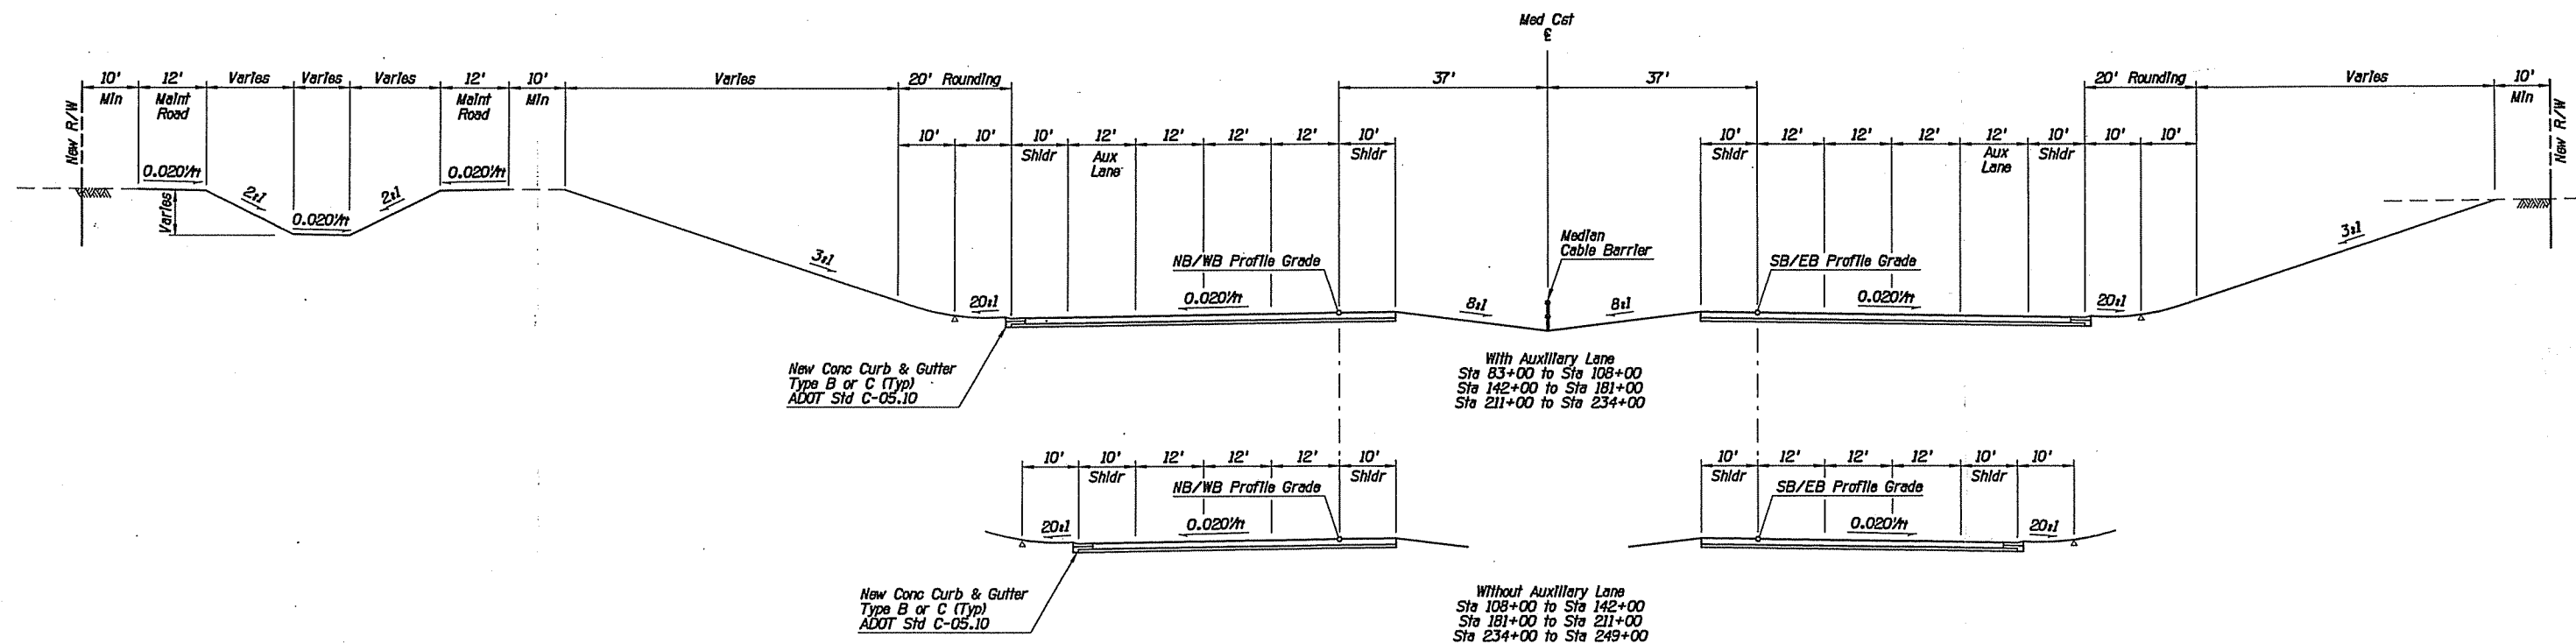 Med Cst
℄
10' 12' Varies Varies Varies 12' 10' Varies 20' Rounding 37' 37' 20' Rounding Varies 10'
Min Maint Road Maint Road Min Min
New R/W New R/W
10' 10' 10' 12' 12' 12' 12' 10' 10' 12' 12' 12' 12' 10' 10' 10'
Shldr Aux Lane Shldr Shldr Aux Lane Shldr
0.020'/ft 0.020'/ft
2:1 2:1 Varies 0.020'/ft
3:1 3:1
Median
Cable Barrier
NB/WB Profile Grade SB/EB Profile Grade
20:1 0.020'/ft 8:1 8:1 0.020'/ft 20:1
New Conc Curb & Gutter
Type B or C (Typ)
ADOT Std C-05.10
With Auxiliary Lane
Sta 83+00 to Sta 108+00
Sta 142+00 to Sta 181+00
Sta 211+00 to Sta 234+00
10' 10' 12' 12' 12' 10' 10' 12' 12' 12' 10' 10'
Shldr Shldr Shldr Shldr
NB/WB Profile Grade SB/EB Profile Grade
20:1 0.020'/ft 0.020'/ft 20:1
New Conc Curb & Gutter
Type B or C (Typ)
ADOT Std C-05.10
Without Auxiliary Lane
Sta 108+00 to Sta 142+00
Sta 181+00 to Sta 211+00
Sta 234+00 to Sta 249+00